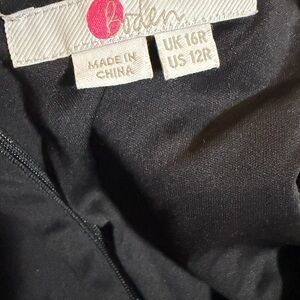 Boden
MADE IN
CHINA
UK 16R
US 12R